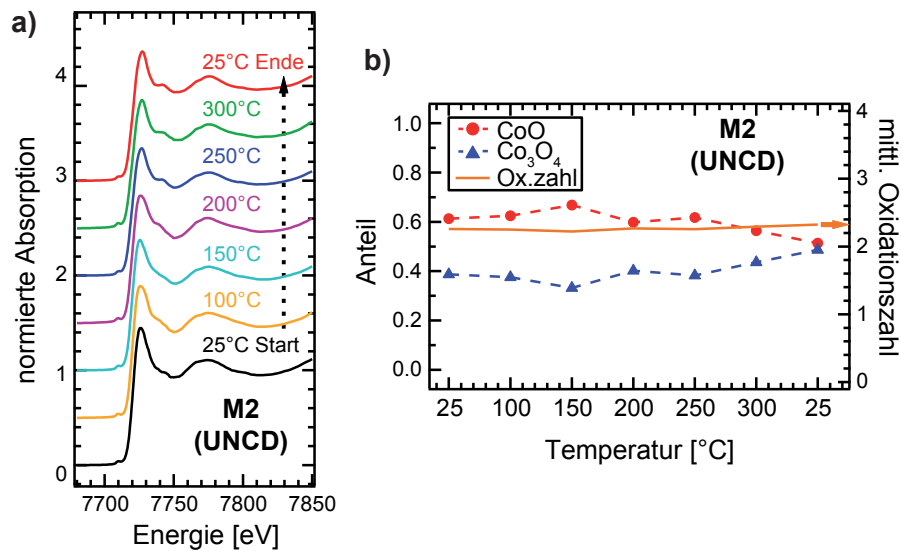 a)
normierte Absorption
4
3
2
1
0
25°C Ende
300°C
250°C
200°C
150°C
100°C
25°C Start
M2
(UNCD)
7700
7750
7800
7850
Energie [eV]
b)
Anteil
1.0
0.8
0.6
0.4
0.2
0.0
CoO
Co₃O₄
Ox.zahl
M2
(UNCD)
4
3
2
1
0
mittl. Oxidationszahl
25
100
150
200
250
300
25
Temperatur [°C]